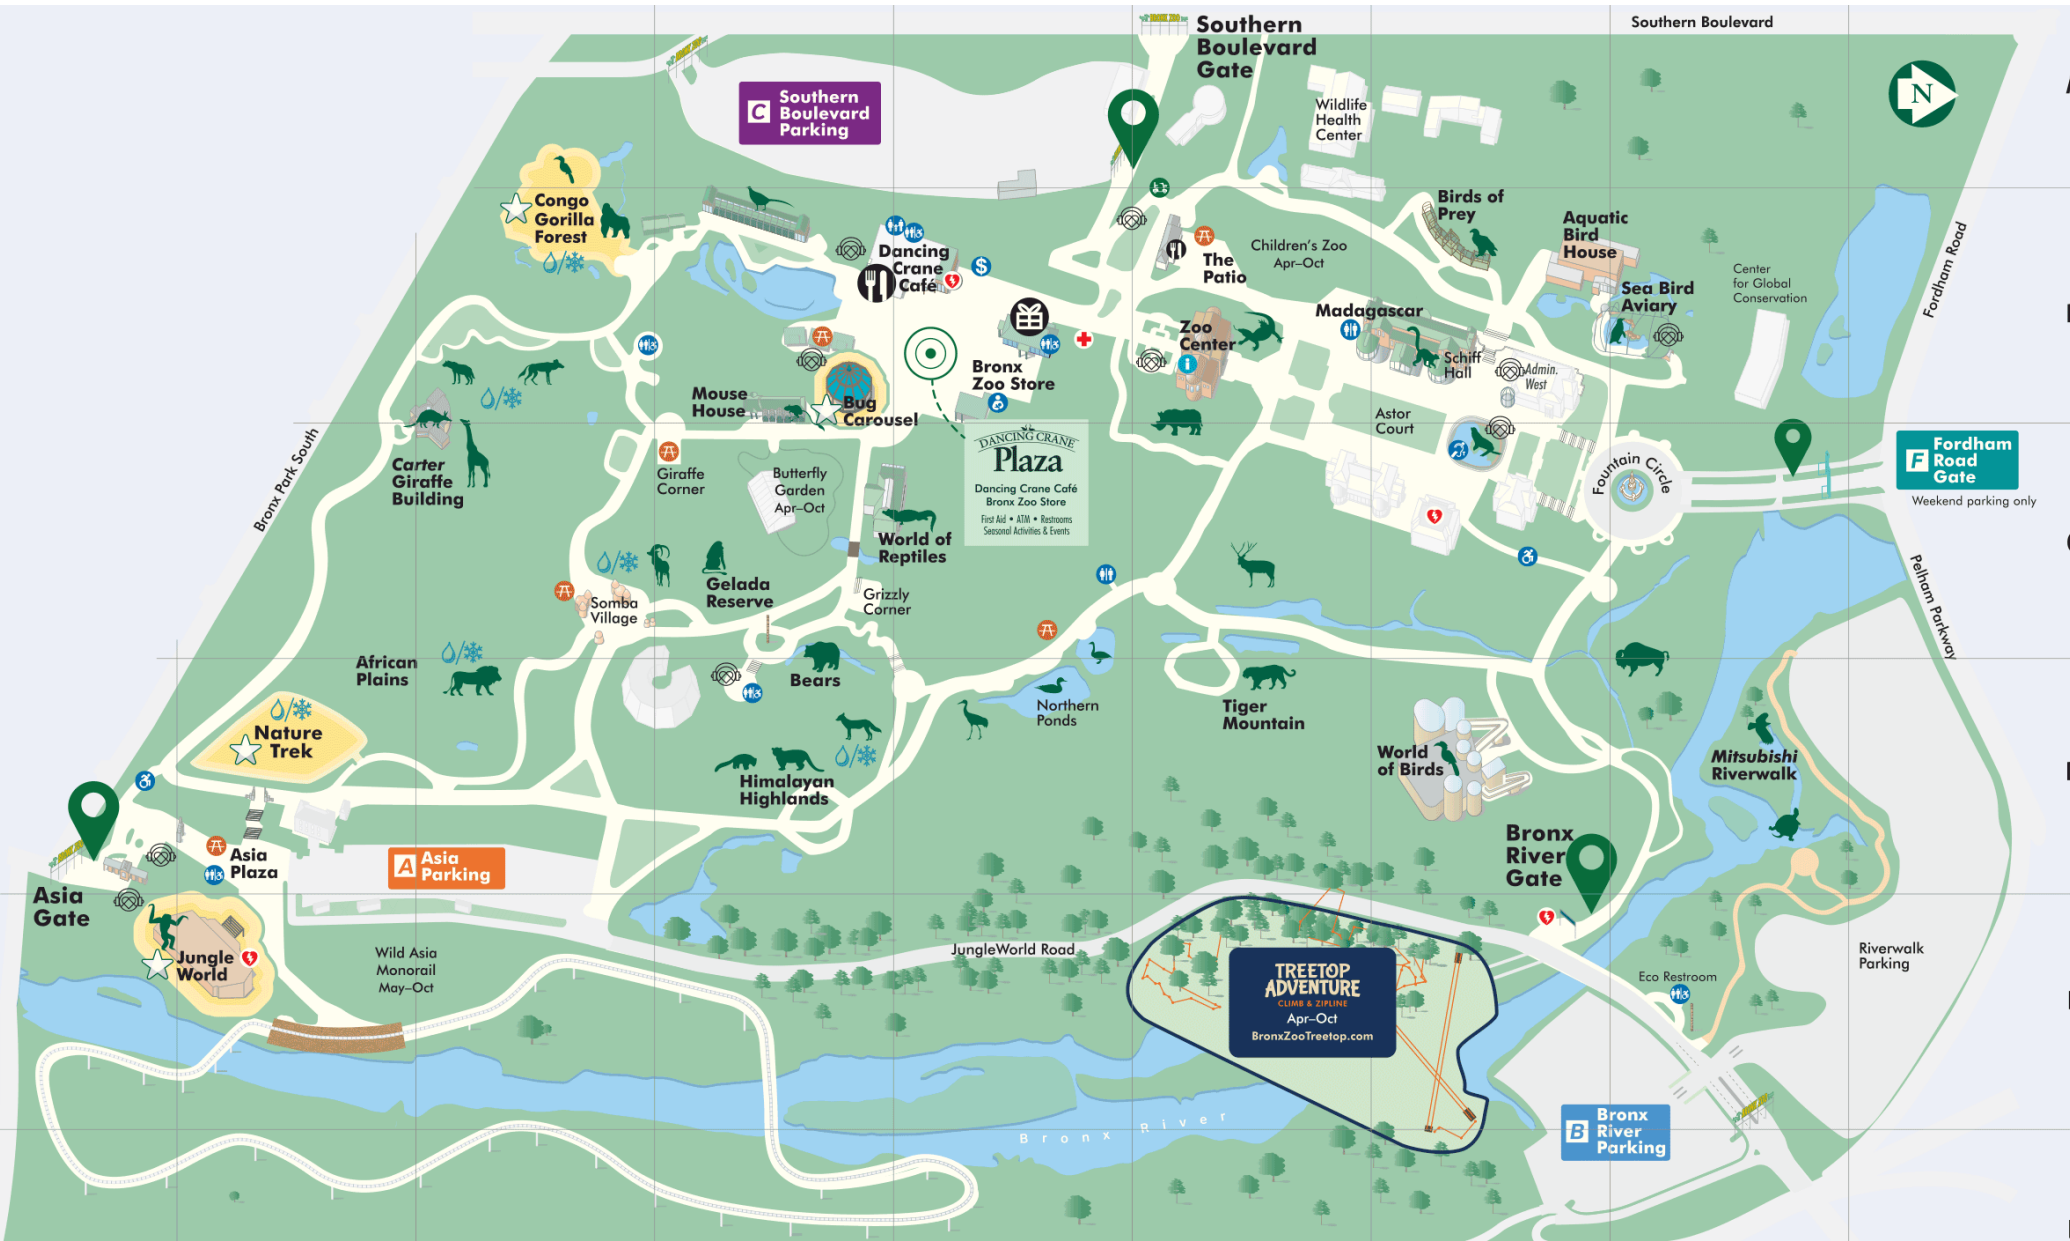 Southern Boulevard
Southern
Boulevard
Gate
N
C
Southern
Boulevard
Parking
Wildlife
Health
Center
Congo
Gorilla
Forest
Birds of
Prey
Aquatic
Bird
House
Dancing
Crane
Café
$
The
Patio
Children's Zoo
Apr–Oct
Center
for Global
Conservation
Fordham Road
Sea Bird
Aviary
Madagascar
Zoo
Center
i
Schiff
Hall
Admin.
West
Bronx
Zoo Store
Mouse
House
Bug
Carousel
Astor
Court
DANCING CRANE
Plaza
Dancing Crane Café
Bronx Zoo Store
First Aid • ATM • Restrooms
Seasonal Activities & Events
Fountain Circle
F
Fordham
Road
Gate
Weekend parking only
Bronx Park South
Carter
Giraffe
Building
Giraffe
Corner
Butterfly
Garden
Apr–Oct
World of
Reptiles
Gelada
Reserve
Somba
Village
Grizzly
Corner
Pelham Parkway
African
Plains
Bears
Northern
Ponds
Tiger
Mountain
Nature
Trek
Himalayan
Highlands
World
of Birds
Mitsubishi
Riverwalk
Bronx
River
Gate
Asia
Plaza
A
Asia
Parking
Asia
Gate
Jungle
World
Wild Asia
Monorail
May–Oct
JungleWorld Road
TREETOP
ADVENTURE
CLIMB & ZIPLINE
Apr–Oct
BronxZooTreetop.com
Eco Restroom
Riverwalk
Parking
Bronx River
B
Bronx
River
Parking